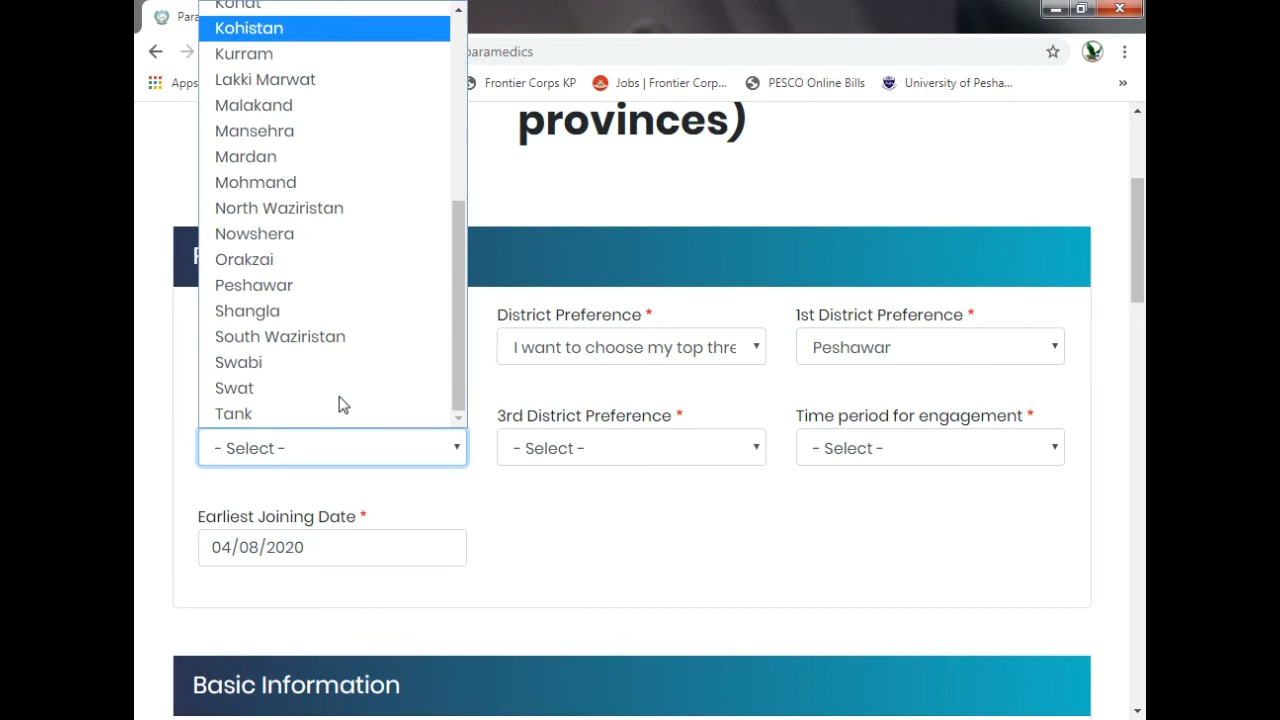 Para
paramedics
Apps
Frontier Corps KP
Jobs | Frontier Corp...
PESCO Online Bills
University of Pesha...
»
provinces)
Kohat
Kohistan
Kurram
Lakki Marwat
Malakand
Mansehra
Mardan
Mohmand
North Waziristan
Nowshera
Orakzai
Peshawar
Shangla
South Waziristan
Swabi
Swat
Tank
- Select -
District Preference *
I want to choose my top thre
1st District Preference *
Peshawar
3rd District Preference *
- Select -
Time period for engagement *
- Select -
Earliest Joining Date *
04/08/2020
Basic Information